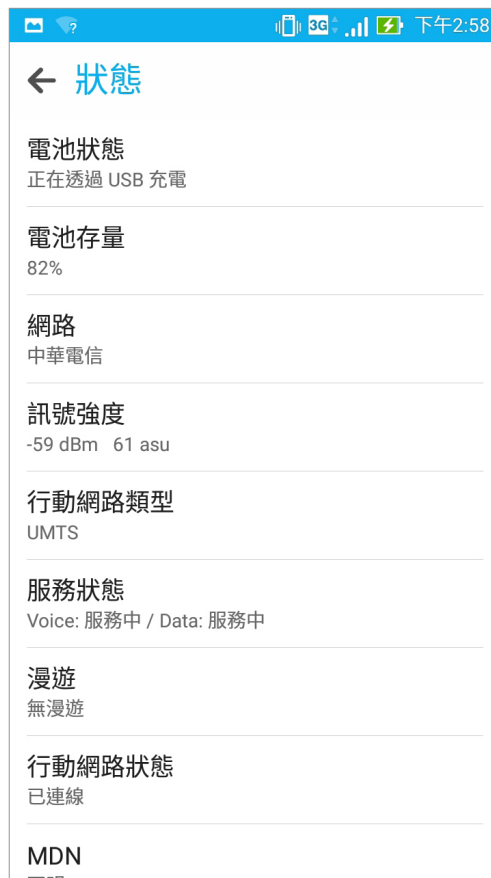 3G 下午2:58
狀態
電池狀態
正在透過 USB 充電
電池存量
82%
網路
中華電信
訊號強度
-59 dBm 61 asu
行動網路類型
UMTS
服務狀態
Voice: 服務中 / Data: 服務中
漫遊
無漫遊
行動網路狀態
已連線
MDN